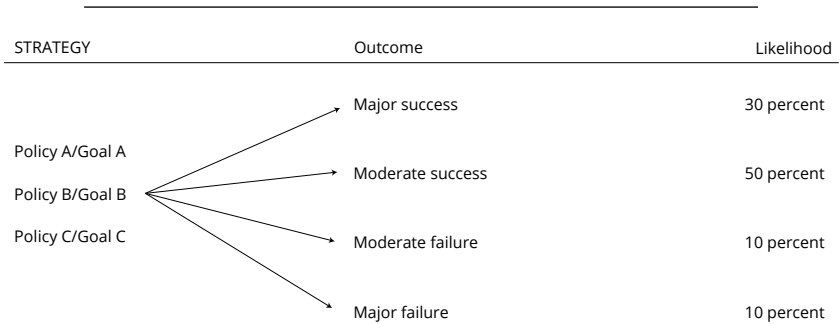 STRATEGY Outcome Likelihood
Major success 30 percent
Policy A/Goal A
Moderate success 50 percent
Policy B/Goal B
Policy C/Goal C
Moderate failure 10 percent
Major failure 10 percent